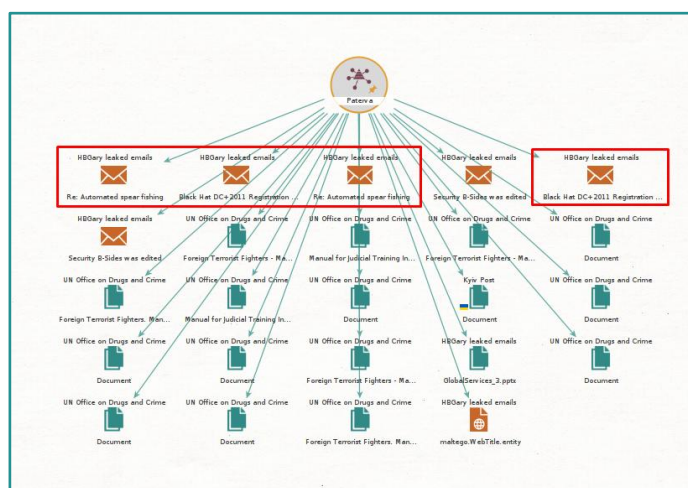 Paterva
HBGary leaked emails HBGary leaked emails HBGary leaked emails HBGary leaked emails HBGary leaked emails
Re: Automated spear fishing Black Hat DC+2011 Registration ... Re: Automated spear fishing Security B-Sides was edited Black Hat DC+2011 Registration ...
HBGary leaked emails UN Office on Drugs and Crime UN Office on Drugs and Crime UN Office on Drugs and Crime UN Office on Drugs and Crime
Security B-Sides was edited Foreign Terrorist Fighters - Ma... Manual for Judicial Training In... Foreign Terrorist Fighters - Ma... Document
UN Office on Drugs and Crime UN Office on Drugs and Crime UN Office on Drugs and Crime Kyiv Post UN Office on Drugs and Crime
Foreign Terrorist Fighters. Man... Manual for Judicial Training In... Document Document Document
UN Office on Drugs and Crime UN Office on Drugs and Crime UN Office on Drugs and Crime HBGary leaked emails UN Office on Drugs and Crime
Document Document Foreign Terrorist Fighters - Ma... GlobalServices_3.pptx Document
UN Office on Drugs and Crime UN Office on Drugs and Crime UN Office on Drugs and Crime HBGary leaked emails
Document Document Foreign Terrorist Fighters. Man... maltego.WebTitle.entity